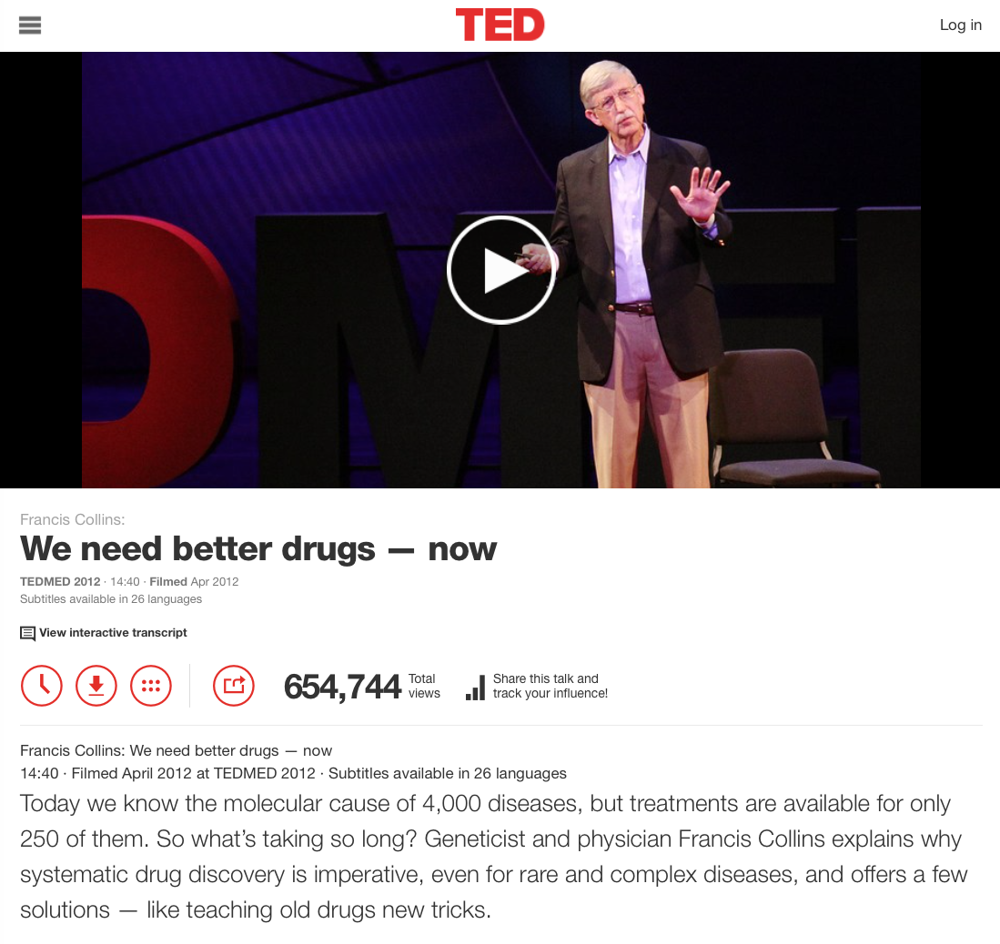 TED
Log in
DMED
Francis Collins:
We need better drugs — now
TEDMED 2012 · 14:40 · Filmed Apr 2012
Subtitles available in 26 languages
View interactive transcript
654,744 Total views
Share this talk and
track your influence!
Francis Collins: We need better drugs — now
14:40 · Filmed April 2012 at TEDMED 2012 · Subtitles available in 26 languages
Today we know the molecular cause of 4,000 diseases, but treatments are available for only
250 of them. So what's taking so long? Geneticist and physician Francis Collins explains why
systematic drug discovery is imperative, even for rare and complex diseases, and offers a few
solutions — like teaching old drugs new tricks.